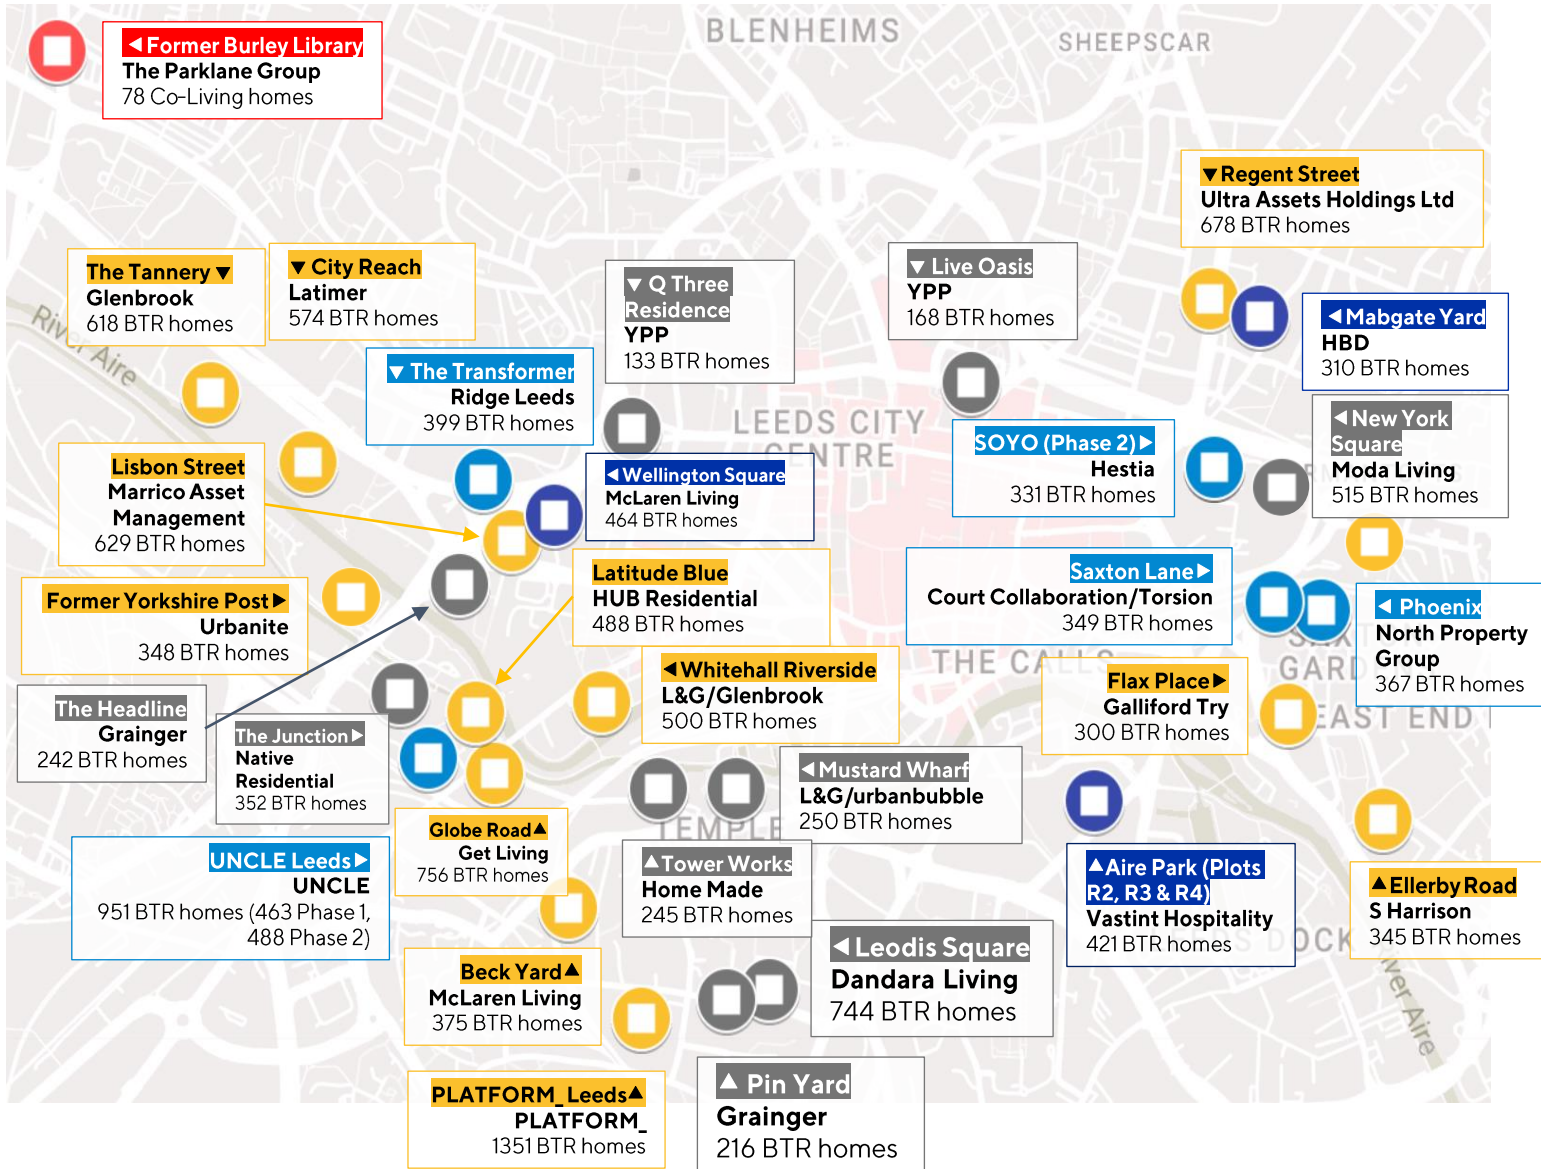 ◄ Former Burley Library
The Parklane Group
78 Co-Living homes
BLENHEIMS
SHEEPSCAR
▼ Regent Street
Ultra Assets Holdings Ltd
678 BTR homes
The Tannery ▼
Glenbrook
618 BTR homes
▼ City Reach
Latimer
574 BTR homes
▼ Q Three
Residence
YPP
133 BTR homes
▼ Live Oasis
YPP
168 BTR homes
◄ Mabgate Yard
HBD
310 BTR homes
River Aire
▼ The Transformer
Ridge Leeds
399 BTR homes
LEEDS CITY
CENTRE
SOYO (Phase 2) ►
Hestia
331 BTR homes
◄ New York
Square
Moda Living
515 BTR homes
Lisbon Street
Marrico Asset
Management
629 BTR homes
◄ Wellington Square
McLaren Living
464 BTR homes
Former Yorkshire Post ►
Urbanite
348 BTR homes
Latitude Blue
HUB Residential
488 BTR homes
Saxton Lane ►
Court Collaboration/Torsion
349 BTR homes
◄ Phoenix
North Property
Group
367 BTR homes
◄ Whitehall Riverside
L&G/Glenbrook
500 BTR homes
THE CALLS
Flax Place ►
Galliford Try
300 BTR homes
EAST END
The Headline
Grainger
242 BTR homes
The Junction ►
Native
Residential
352 BTR homes
◄ Mustard Wharf
L&G/urbanbubble
250 BTR homes
TEMPLE
Globe Road ▲
Get Living
756 BTR homes
UNCLE Leeds ►
UNCLE
951 BTR homes (463 Phase 1,
488 Phase 2)
▲ Tower Works
Home Made
245 BTR homes
▲ Aire Park (Plots
R2, R3 & R4)
Vastint Hospitality
421 BTR homes
▲ Ellerby Road
S Harrison
345 BTR homes
◄ Leodis Square
Dandara Living
744 BTR homes
Beck Yard ▲
McLaren Living
375 BTR homes
River Aire
PLATFORM_Leeds ▲
PLATFORM_
1351 BTR homes
▲ Pin Yard
Grainger
216 BTR homes